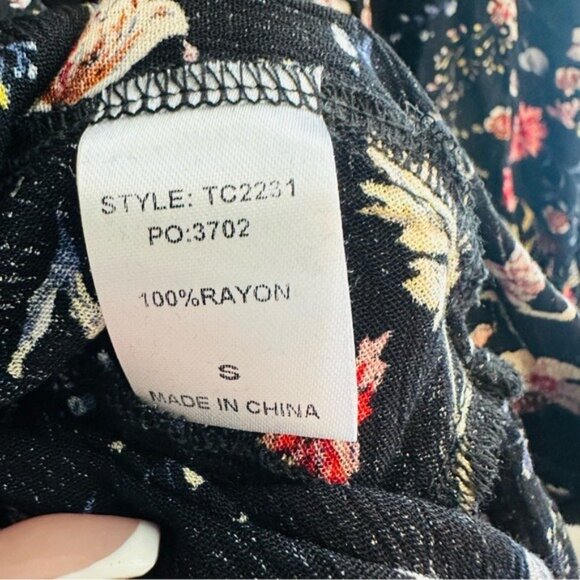 STYLE: TC2231
PO:3702
100%RAYON
S
MADE IN CHINA